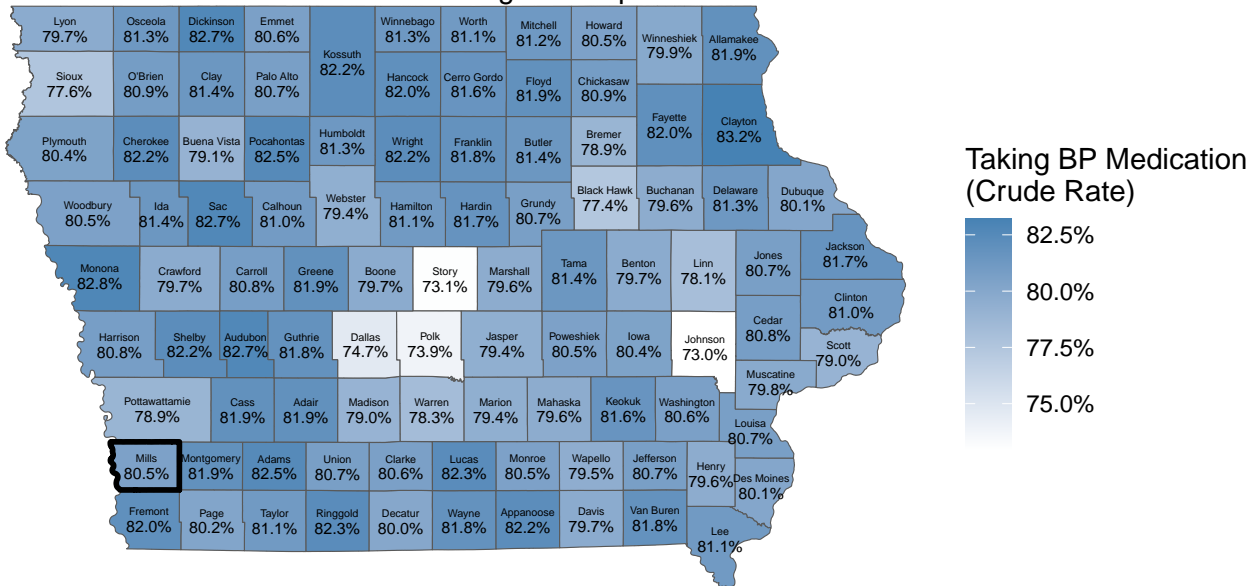 Lyon
79.7%
Osceola
81.3%
Dickinson
82.7%
Emmet
80.6%
Kossuth
82.2%
Winnebago
81.3%
Worth
81.1%
Mitchell
81.2%
Howard
80.5%
Winneshiek
79.9%
Allamakee
81.9%
Sioux
77.6%
O'Brien
80.9%
Clay
81.4%
Palo Alto
80.7%
Hancock
82.0%
Cerro Gordo
81.6%
Floyd
81.9%
Chickasaw
80.9%
Fayette
82.0%
Clayton
83.2%
Plymouth
80.4%
Cherokee
82.2%
Buena Vista
79.1%
Pocahontas
82.5%
Humboldt
81.3%
Wright
82.2%
Franklin
81.8%
Butler
81.4%
Bremer
78.9%
Woodbury
80.5%
Ida
81.4%
Sac
82.7%
Calhoun
81.0%
Webster
79.4%
Hamilton
81.1%
Hardin
81.7%
Grundy
80.7%
Black Hawk
77.4%
Buchanan
79.6%
Delaware
81.3%
Dubuque
80.1%
Monona
82.8%
Crawford
79.7%
Carroll
80.8%
Greene
81.9%
Boone
79.7%
Story
73.1%
Marshall
79.6%
Tama
81.4%
Benton
79.7%
Linn
78.1%
Jones
80.7%
Jackson
81.7%
Clinton
81.0%
Harrison
80.8%
Shelby
82.2%
Audubon
82.7%
Guthrie
81.8%
Dallas
74.7%
Polk
73.9%
Jasper
79.4%
Poweshiek
80.5%
Iowa
80.4%
Johnson
73.0%
Cedar
80.8%
Scott
79.0%
Muscatine
79.8%
Pottawattamie
78.9%
Cass
81.9%
Adair
81.9%
Madison
79.0%
Warren
78.3%
Marion
79.4%
Mahaska
79.6%
Keokuk
81.6%
Washington
80.6%
Louisa
80.7%
Mills
80.5%
Montgomery
81.9%
Adams
82.5%
Union
80.7%
Clarke
80.6%
Lucas
82.3%
Monroe
80.5%
Wapello
79.5%
Jefferson
80.7%
Henry
79.6%
Des Moines
80.1%
Fremont
82.0%
Page
80.2%
Taylor
81.1%
Ringgold
82.3%
Decatur
80.0%
Wayne
81.8%
Appanoose
82.2%
Davis
79.7%
Van Buren
81.8%
Lee
81.1%
Taking BP Medication
(Crude Rate)
82.5%
80.0%
77.5%
75.0%